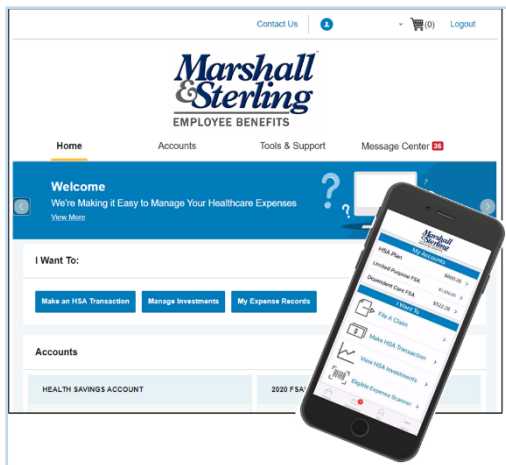 Contact Us
(0)
Logout
Marshall
&Sterling
EMPLOYEE BENEFITS
Home
Accounts
Tools & Support
Message Center 36
Welcome
We're Making it Easy to Manage Your Healthcare Expenses
View More
? ? ?
I Want To:
Make an HSA Transaction
Manage Investments
My Expense Records
Accounts
HEALTH SAVINGS ACCOUNT
2020 FSA
Marshall
&Sterling
My Accounts
HSA Plan
Limited Purpose FSA
Dependent Care FSA
$522.08
I Want To
File A Claim
Make HSA Transaction
View HSA Investments
Eligible Expense Scanner